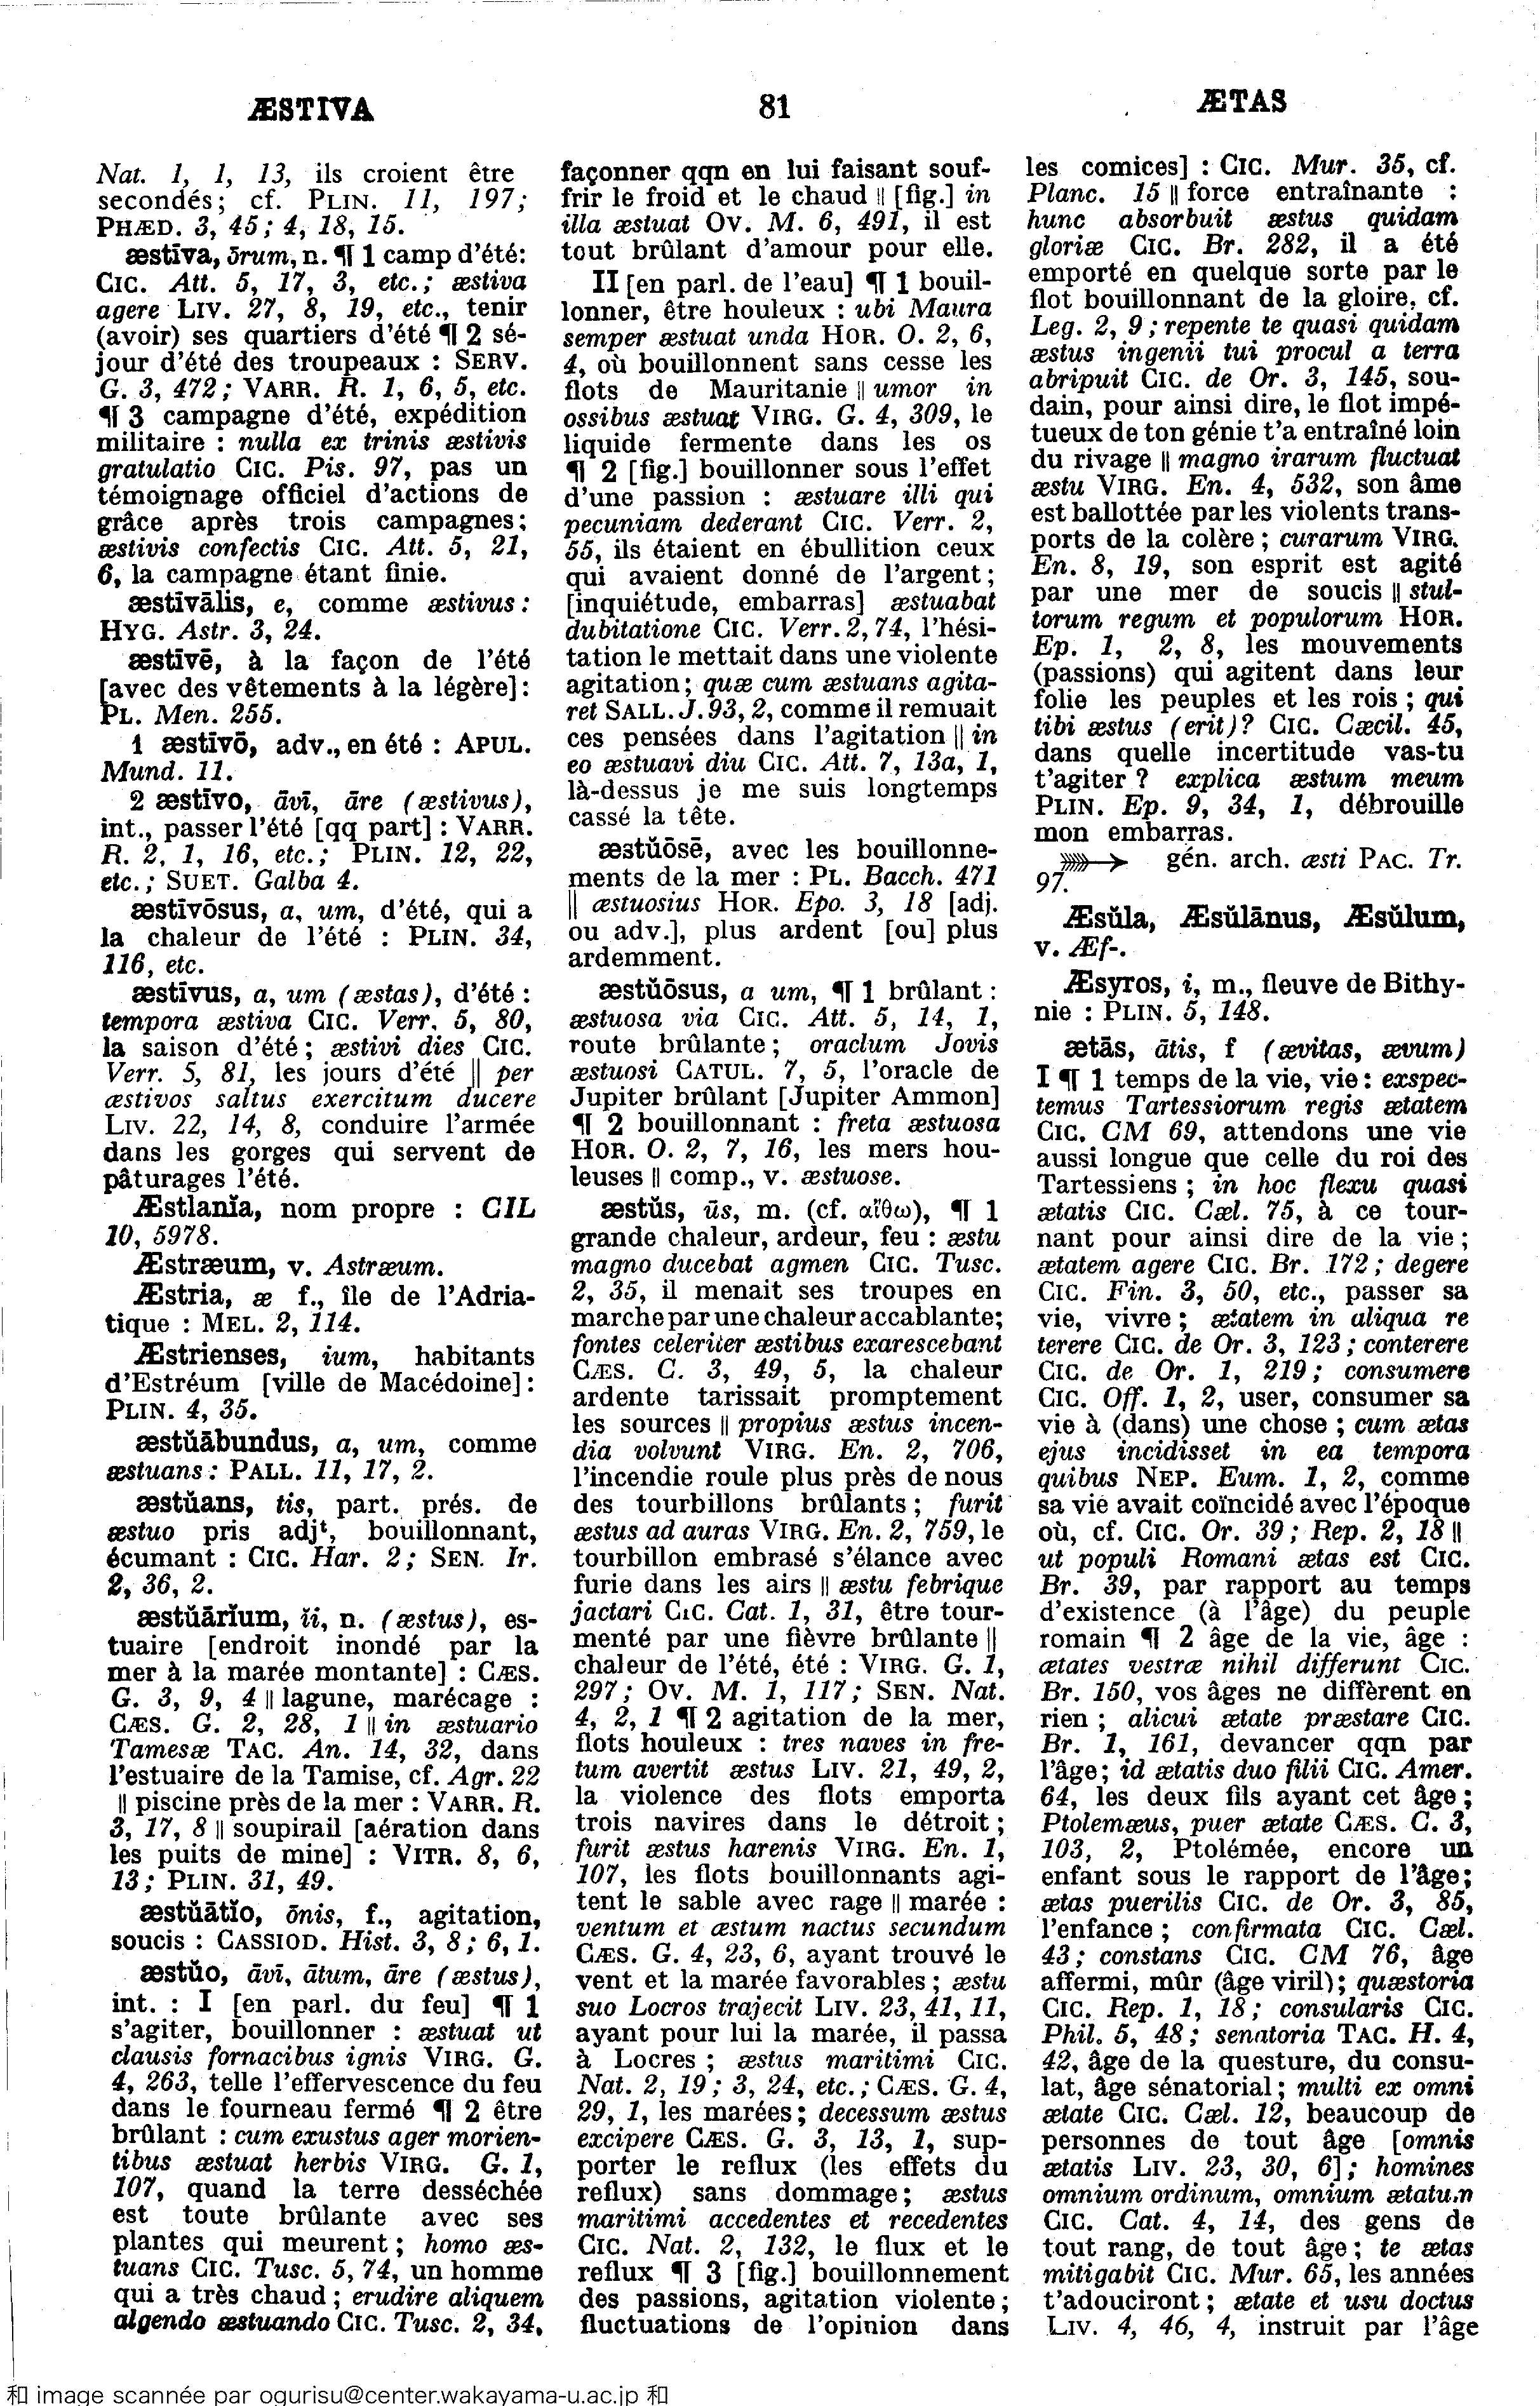 ÆSTIVA
81
ÆTAS
Nat. 1, 1, 13, ils croient être
secondés; cf. PLIN. 11, 197;
PHÆD. 3, 45; 4, 18, 15.
æstīva, ōrum, n. ¶ 1 camp d'été:
CIC. Att. 5, 17, 3, etc.; æstiva
agere LIV. 27, 8, 19, etc., tenir
(avoir) ses quartiers d'été ¶ 2 sé-
jour d'été des troupeaux : SERV.
G. 3, 472; VARR. R. 1, 6, 5, etc.
¶ 3 campagne d'été, expédition
militaire : nulla ex trinis æstivis
gratulatio CIC. Pis. 97, pas un
témoignage officiel d'actions de
grâce après trois campagnes;
æstivis confectis CIC. Att. 5, 21,
6, la campagne étant finie.
æstīvālis, e, comme æstivus :
HYG. Astr. 3, 24.
æstīvē, à la façon de l'été
[avec des vêtements à la légère]:
PL. Men. 255.
1 æstīvō, adv., en été : APUL.
Mund. 11.
2 æstīvo, āvī, āre (æstivus),
int., passer l'été [qq part] : VARR.
R. 2, 1, 16, etc.; PLIN. 12, 22,
etc.; SUET. Galba 4.
æstīvōsus, a, um, d'été, qui a
la chaleur de l'été : PLIN. 34,
116, etc.
æstīvus, a, um (æstas), d'été :
tempora æstiva CIC. Verr. 5, 80,
la saison d'été; æstivi dies CIC.
Verr. 5, 81, les jours d'été || per
æstivos saltus exercitum ducere
LIV. 22, 14, 8, conduire l'armée
dans les gorges qui servent de
pâturages l'été.
Æstlanĭa, nom propre : CIL
10, 5978.
Æstræum, v. Astræum.
Æstria, æ f., île de l'Adria-
tique : MEL. 2, 114.
Æstrienses, ium, habitants
d'Estréum [ville de Macédoine]:
PLIN. 4, 35.
æstŭābundus, a, um, comme
æstuans : PALL. 11, 17, 2.
æstŭans, tis, part. prés. de
æstuo pris adjt, bouillonnant,
écumant : CIC. Har. 2; SEN. Ir.
2, 36, 2.
æstŭārĭum, ĭi, n. (æstus), es-
tuaire [endroit inondé par la
mer à la marée montante] : CÆS.
G. 3, 9, 4 || lagune, marécage :
CÆS. G. 2, 28, 1 || in æstuario
Tamesæ TAC. An. 14, 32, dans
l'estuaire de la Tamise, cf. Agr. 22
|| piscine près de la mer : VARR. R.
3, 17, 8 || soupirail [aération dans
les puits de mine] : VITR. 8, 6,
13; PLIN. 31, 49.
æstŭātĭo, ōnis, f., agitation,
soucis : CASSIOD. Hist. 3, 8; 6, 1.
æstŭo, āvī, ātum, āre (æstus),
int. : I [en parl. du feu] ¶ 1
s'agiter, bouillonner : æstuat ut
clausis fornacibus ignis VIRG. G.
4, 263, telle l'effervescence du feu
dans le fourneau fermé ¶ 2 être
brûlant : cum exustus ager morien-
tibus æstuat herbis VIRG. G. 1,
107, quand la terre desséchée
est toute brûlante avec ses
plantes qui meurent; homo æs-
tuans CIC. Tusc. 5, 74, un homme
qui a très chaud; erudire aliquem
algendo æstuando CIC. Tusc. 2, 34,
façonner qqn en lui faisant souf-
frir le froid et le chaud || [fig.] in
illa æstuat OV. M. 6, 491, il est
tout brûlant d'amour pour elle.
II [en parl. de l'eau] ¶ 1 bouil-
lonner, être houleux : ubi Maura
semper æstuat unda HOR. O. 2, 6,
4, où bouillonnent sans cesse les
flots de Mauritanie || umor in
ossibus æstuat VIRG. G. 4, 309, le
liquide fermente dans les os
¶ 2 [fig.] bouillonner sous l'effet
d'une passion : æstuare illi qui
pecuniam dederant CIC. Verr. 2,
55, ils étaient en ébullition ceux
qui avaient donné de l'argent;
[inquiétude, embarras] æstuabat
dubitatione CIC. Verr. 2, 74, l'hési-
tation le mettait dans une violente
agitation; quæ cum æstuans agita-
ret SALL. J. 93, 2, comme il remuait
ces pensées dans l'agitation || in
eo æstuavi diu CIC. Att. 7, 13a, 1,
là-dessus je me suis longtemps
cassé la tête.
æstŭōsē, avec les bouillonne-
ments de la mer : PL. Bacch. 471
|| æstuosius HOR. Epo. 3, 18 [adj.
ou adv.], plus ardent [ou] plus
ardemment.
æstŭōsus, a um, ¶ 1 brûlant :
æstuosa via CIC. Att. 5, 14, 1,
route brûlante; oraclum Jovis
æstuosi CATUL. 7, 5, l'oracle de
Jupiter brûlant [Jupiter Ammon]
¶ 2 bouillonnant : freta æstuosa
HOR. O. 2, 7, 16, les mers hou-
leuses || comp., v. æstuose.
æstŭs, ūs, m. (cf. αἴθω), ¶ 1
grande chaleur, ardeur, feu : æstu
magno ducebat agmen CIC. Tusc.
2, 35, il menait ses troupes en
marche par une chaleur accablante;
fontes celeriter æstibus exarescebant
CÆS. C. 3, 49, 5, la chaleur
ardente tarissait promptement
les sources || propius æstus incen-
dia volvunt VIRG. En. 2, 706,
l'incendie roule plus près de nous
des tourbillons brûlants; furit
æstus ad auras VIRG. En. 2, 759, le
tourbillon embrasé s'élance avec
furie dans les airs || æstu febrique
jactari CIC. Cat. 1, 31, être tour-
menté par une fièvre brûlante ||
chaleur de l'été, été : VIRG. G. 1,
297; OV. M. 1, 117; SEN. Nat.
4, 2, 1 ¶ 2 agitation de la mer,
flots houleux : tres naves in fre-
tum avertit æstus LIV. 21, 49, 2,
la violence des flots emporta
trois navires dans le détroit;
furit æstus harenis VIRG. En. 1,
107, les flots bouillonnants agi-
tent le sable avec rage || marée :
ventum et æstum nactus secundum
CÆS. G. 4, 23, 6, ayant trouvé le
vent et la marée favorables; æstu
suo Locros trajecit LIV. 23, 41, 11,
ayant pour lui la marée, il passa
à Locres; æstus maritimi CIC.
Nat. 2, 19; 3, 24, etc.; CÆS. G. 4,
29, 1, les marées; decessum æstus
excipere CÆS. G. 3, 13, 1, sup-
porter le reflux (les effets du
reflux) sans dommage; æstus
maritimi accedentes et recedentes
CIC. Nat. 2, 132, le flux et le
reflux ¶ 3 [fig.] bouillonnement
des passions, agitation violente;
fluctuations de l'opinion dans
les comices] : CIC. Mur. 35, cf.
Planc. 15 || force entraînante :
hunc absorbuit æstus quidam
gloriæ CIC. Br. 282, il a été
emporté en quelque sorte par le
flot bouillonnant de la gloire, cf.
Leg. 2, 9; repente te quasi quidam
æstus ingenii tui procul a terra
abripuit CIC. de Or. 3, 145, sou-
dain, pour ainsi dire, le flot impé-
tueux de ton génie t'a entraîné loin
du rivage || magno irarum fluctuat
æstu VIRG. En. 4, 532, son âme
est ballottée par les violents trans-
ports de la colère; curarum VIRG.
En. 8, 19, son esprit est agité
par une mer de soucis || stul-
torum regum et populorum HOR.
Ep. 1, 2, 8, les mouvements
(passions) qui agitent dans leur
folie les peuples et les rois; qui
tibi æstus (erit)? CIC. Cæcil. 45,
dans quelle incertitude vas-tu
t'agiter? explica æstum meum
PLIN. Ep. 9, 34, 1, débrouille
mon embarras.
gén. arch. æsti PAC. Tr.
97.
Æsŭla, Æsŭlānus, Æsŭlum,
v. Æf-.
Æsyros, i, m., fleuve de Bithy-
nie : PLIN. 5, 148.
ætās, ātis, f (ævitas, ævum)
I ¶ 1 temps de la vie, vie : exspec-
temus Tartessiorum regis ætatem
CIC. CM 69, attendons une vie
aussi longue que celle du roi des
Tartessiens; in hoc flexu quasi
ætatis CIC. Cæl. 75, à ce tour-
nant pour ainsi dire de la vie;
ætatem agere CIC. Br. 172; degere
CIC. Fin. 3, 50, etc., passer sa
vie, vivre; ætatem in aliqua re
terere CIC. de Or. 3, 123; conterere
CIC. de Or. 1, 219; consumere
CIC. Off. 1, 2, user, consumer sa
vie à (dans) une chose; cum ætas
ejus incidisset in ea tempora
quibus NEP. Eum. 1, 2, comme
sa vie avait coïncidé avec l'époque
où, cf. CIC. Or. 39; Rep. 2, 18 ||
ut populi Romani ætas est CIC.
Br. 39, par rapport au temps
d'existence (à l'âge) du peuple
romain ¶ 2 âge de la vie, âge :
ætates vestræ nihil differunt CIC.
Br. 150, vos âges ne diffèrent en
rien; alicui ætate præstare CIC.
Br. 1, 161, devancer qqn par
l'âge; id ætatis duo filii CIC. Amer.
64, les deux fils ayant cet âge;
Ptolemæus, puer ætate CÆS. C. 3,
103, 2, Ptolémée, encore un
enfant sous le rapport de l'âge;
ætas puerilis CIC. de Or. 3, 85,
l'enfance; confirmata CIC. Cæl.
43; constans CIC. CM 76, âge
affermi, mûr (âge viril); quæstoria
CIC. Rep. 1, 18; consularis CIC.
Phil. 5, 48; senatoria TAC. H. 4,
42, âge de la questure, du consu-
lat, âge sénatorial; multi ex omni
ætate CIC. Cæl. 12, beaucoup de
personnes de tout âge [omnis
ætatis LIV. 23, 30, 6]; homines
omnium ordinum, omnium ætatum
CIC. Cat. 4, 14, des gens de
tout rang, de tout âge; te ætas
mitigabit CIC. Mur. 65, les années
t'adouciront; ætate et usu doctus
LIV. 4, 46, 4, instruit par l'âge
和 image scannée par ogurisu@center.wakayama-u.ac.jp 和